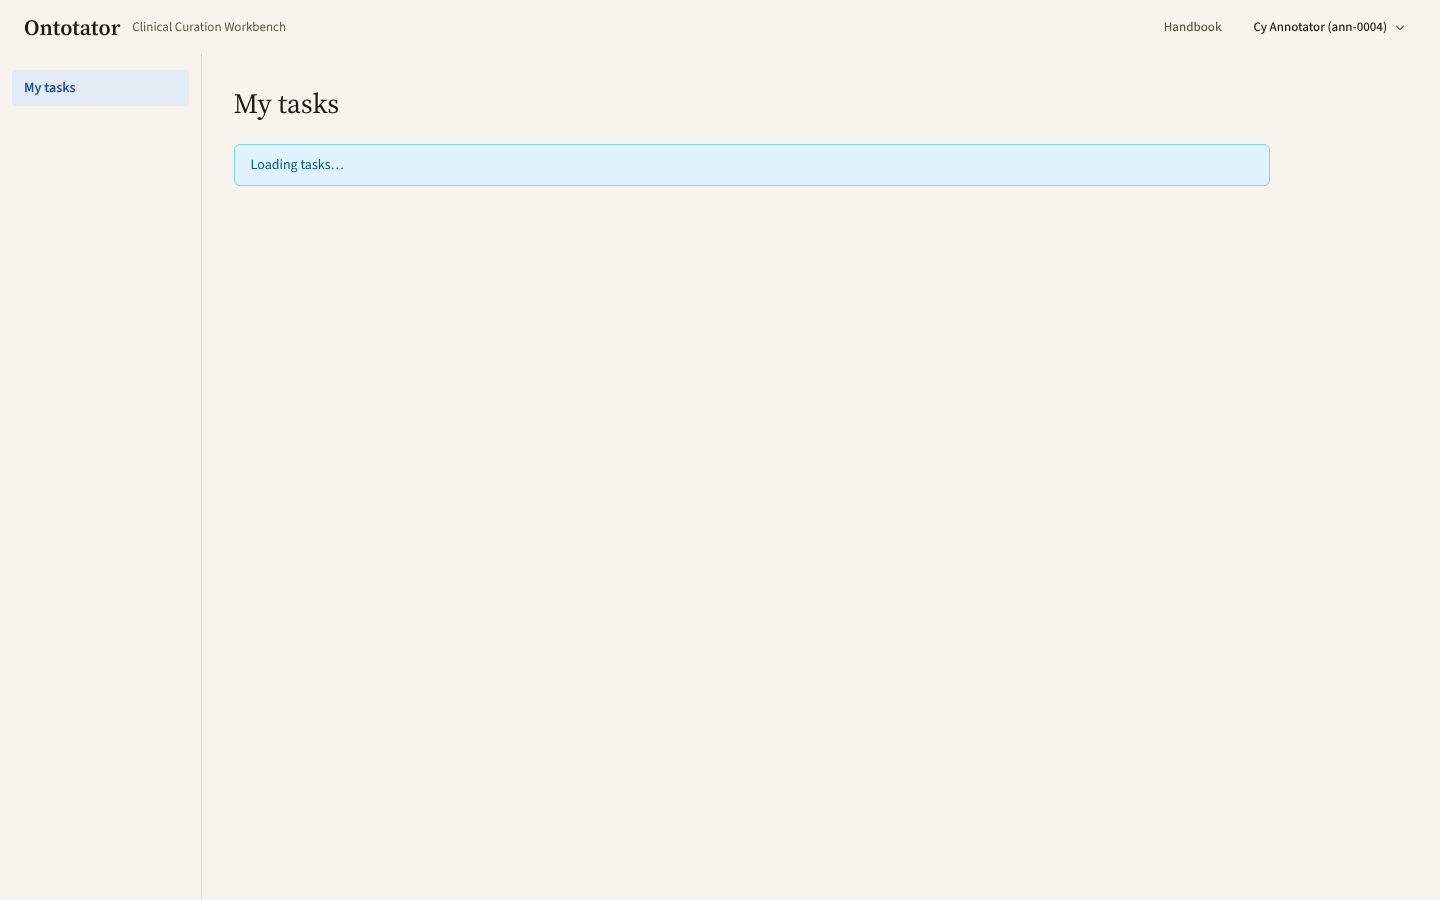 Ontotator Clinical Curation Workbench Handbook Cy Annotator (ann-0004)
My tasks
My tasks
Loading tasks…